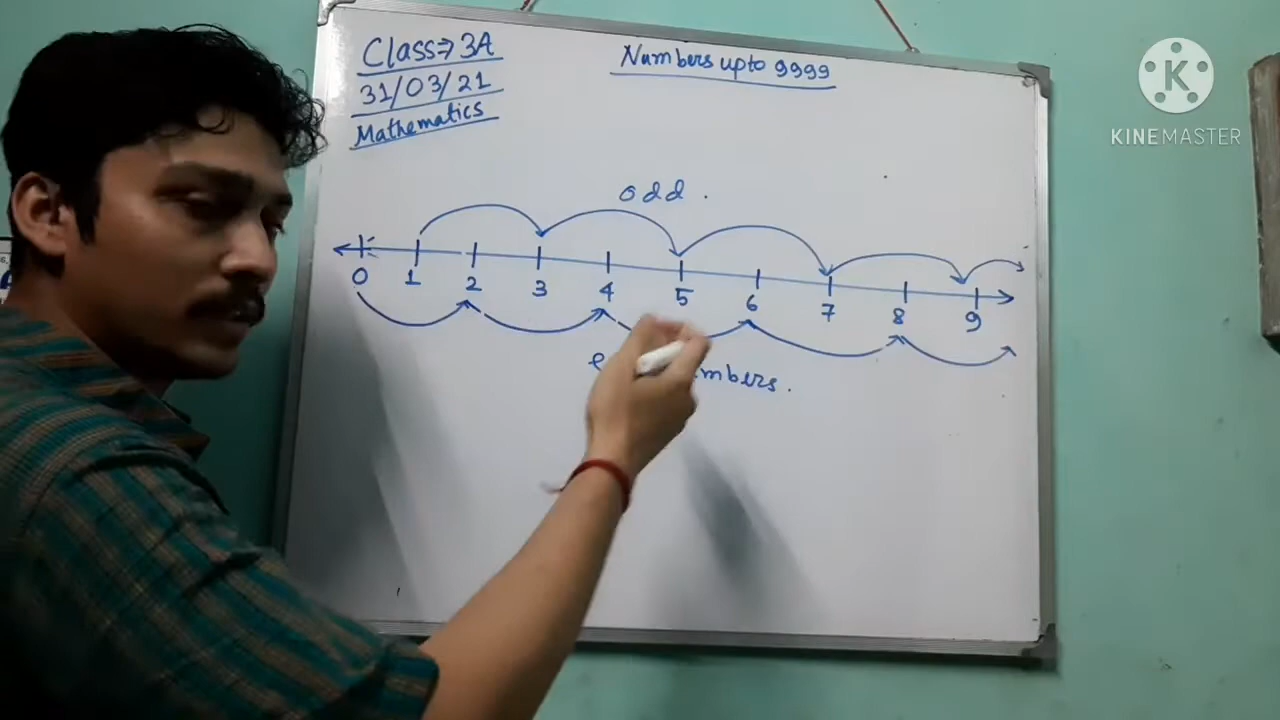 Class⇒3A
31/03/21
Mathematics
Numbers upto 9999
K
KINEMASTER
odd.
0 1 2 3 4 5 6 7 8 9